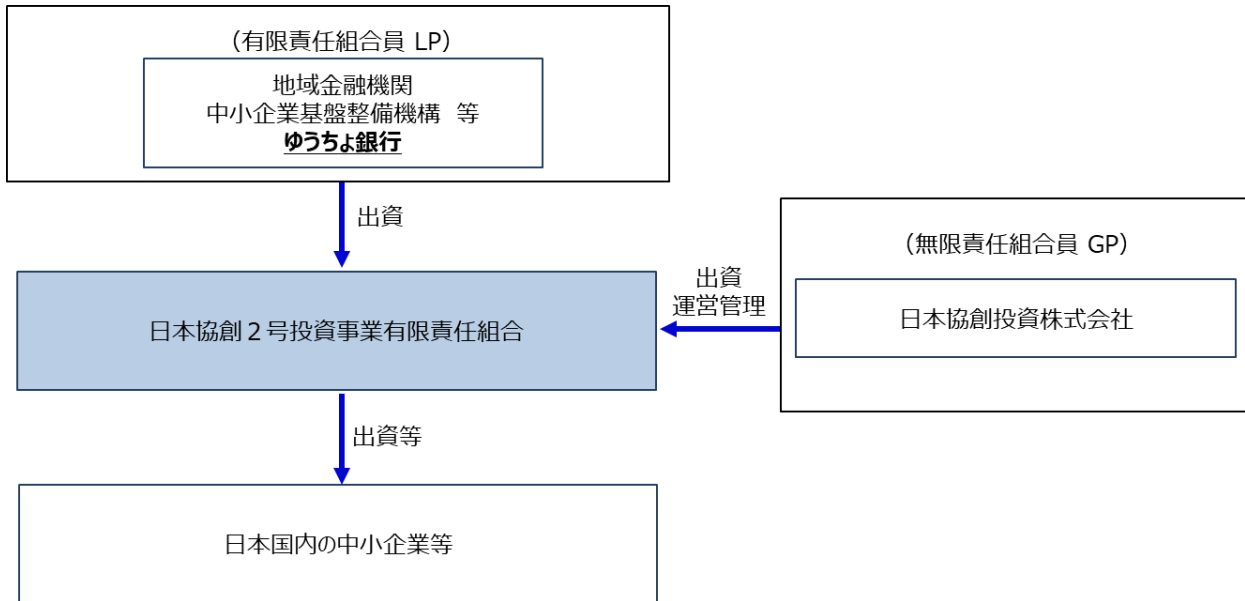 （有限責任組合員 LP）
地域金融機関
中小企業基盤整備機構　等
ゆうちょ銀行
出資
（無限責任組合員 GP）
出資
運営管理
日本協創投資株式会社
日本協創２号投資事業有限責任組合
出資等
日本国内の中小企業等